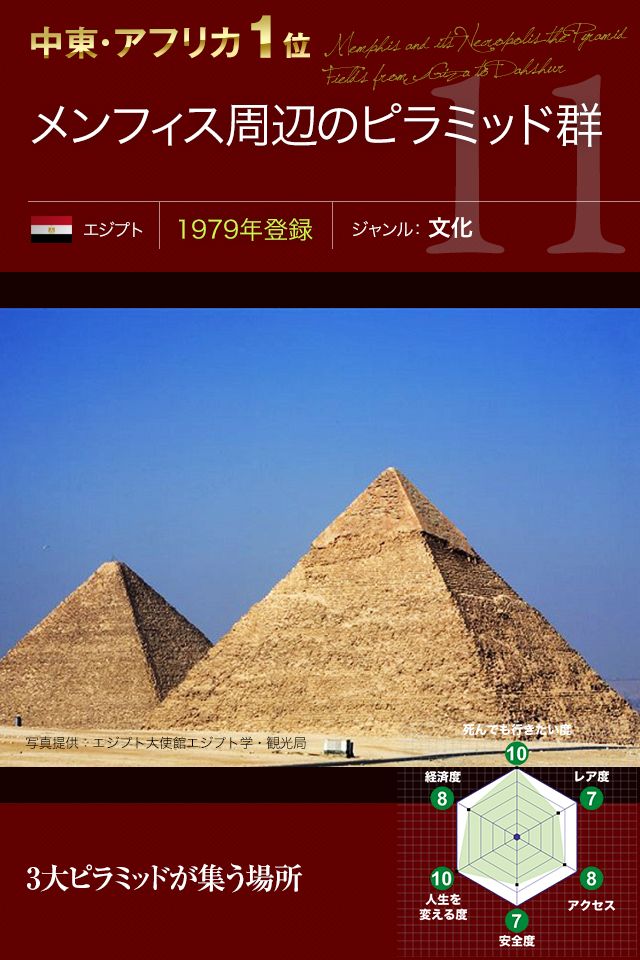 中東・アフリカ1位
Memphis and its Necropolis the Pyramid
Fields from Giza to Dahshur
11
メンフィス周辺のピラミッド群
エジプト
1979年登録
ジャンル：文化
写真提供：エジプト大使館エジプト学・観光局
死んでも行きたい度
10
経済度
8
レア度
7
10
人生を
変える度
8
アクセス
7
安全度
3大ピラミッドが集う場所